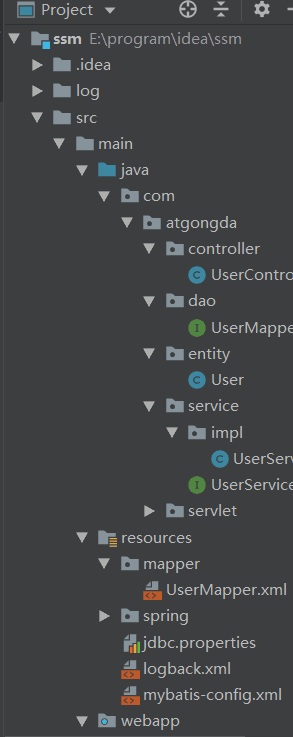 Project
ssm E:\program\idea\ssm
.idea
log
src
main
java
com
atgongda
controller
UserContro
dao
UserMappe
entity
User
service
impl
UserServ
UserService
servlet
resources
mapper
UserMapper.xml
spring
jdbc.properties
logback.xml
mybatis-config.xml
webapp